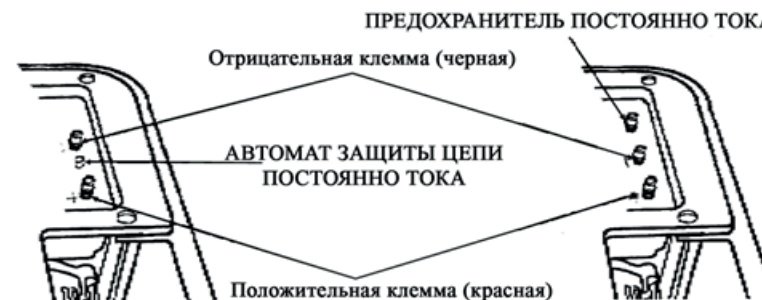 ПРЕДОХРАНИТЕЛЬ ПОСТОЯННО ТОКА
Отрицательная клемма (черная)
АВТОМАТ ЗАЩИТЫ ЦЕПИ
ПОСТОЯННО ТОКА
Положительная клемма (красная)